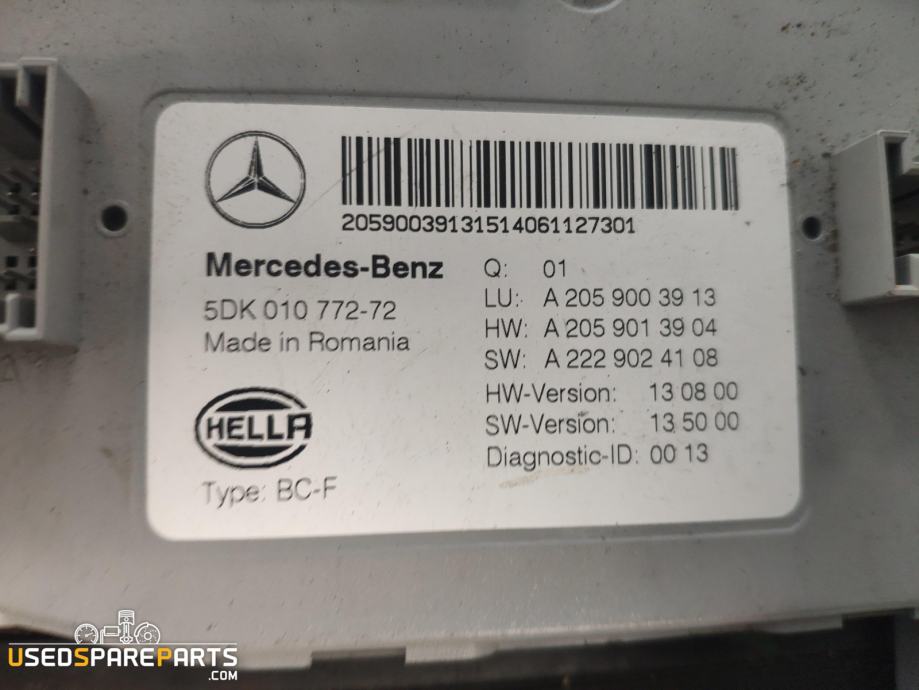 20590039131514061127301
Mercedes-Benz
5DK 010 772-72
Made in Romania
HELLA
Type: BC-F
Q: 01
LU: A 205 900 39 13
HW: A 205 901 39 04
SW: A 222 902 41 08
HW-Version: 13 08 00
SW-Version: 13 50 00
Diagnostic-ID: 00 13
USEDSPAREPARTS
.COM